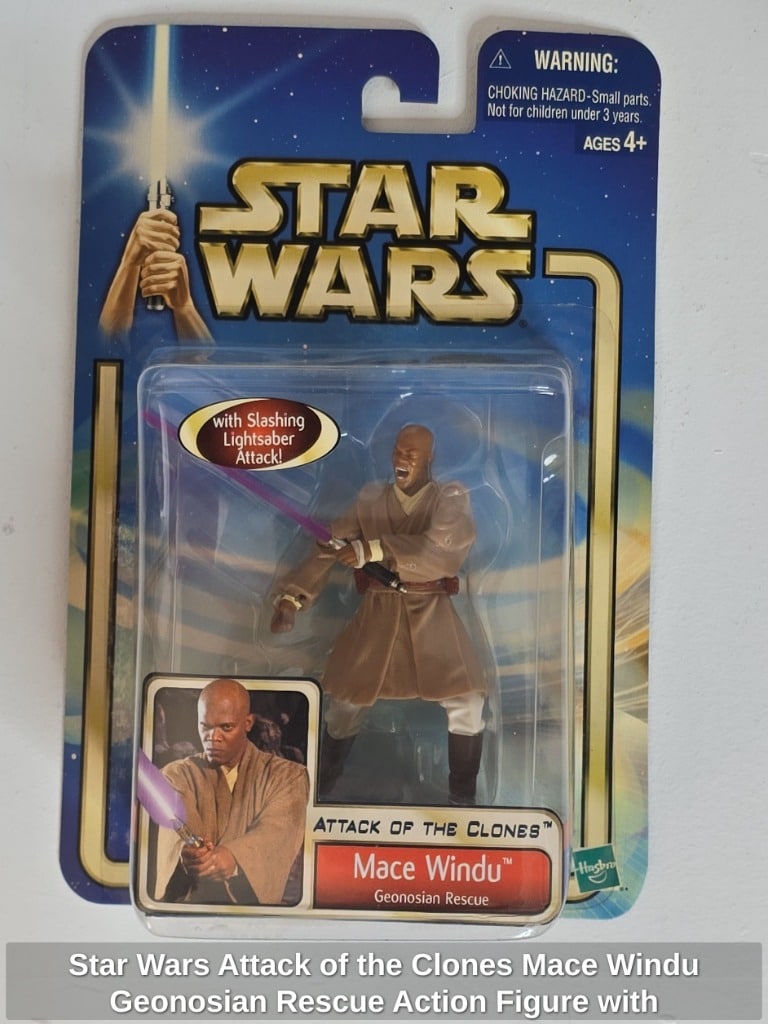 WARNING:
CHOKING HAZARD-Small parts.
Not for children under 3 years.
AGES 4+
STAR
WARS
with Slashing
Lightsaber
Attack!
ATTACK OF THE CLONES™
Mace Windu™
Geonosian Rescue
Hasbro
Star Wars Attack of the Clones Mace Windu
Geonosian Rescue Action Figure with